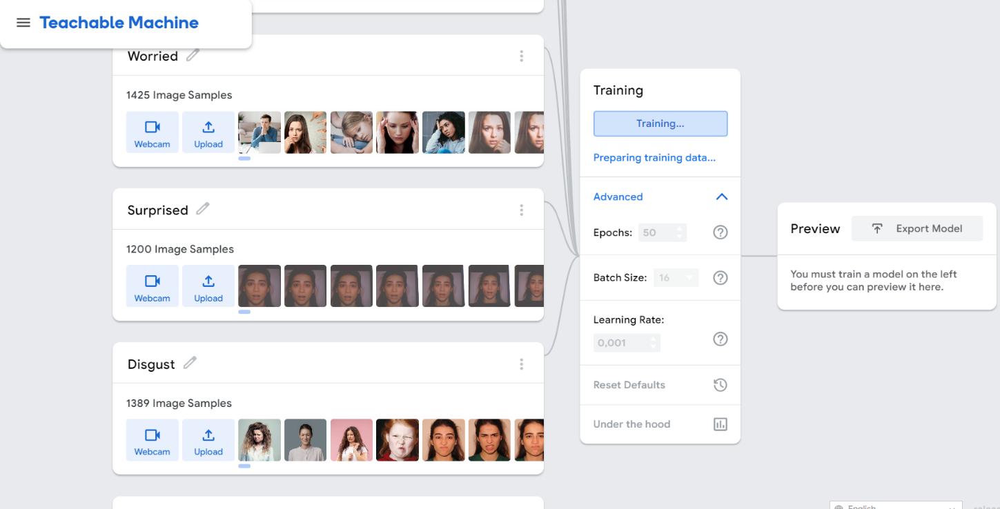 Teachable Machine
Worried
1425 Image Samples
Webcam
Upload
Surprised
1200 Image Samples
Webcam
Upload
Disgust
1389 Image Samples
Webcam
Upload
Training
Training...
Preparing training data...
Advanced
Epochs: 50
Batch Size: 16
Learning Rate:
0,001
Reset Defaults
Under the hood
Preview
Export Model
You must train a model on the left
before you can preview it here.
English